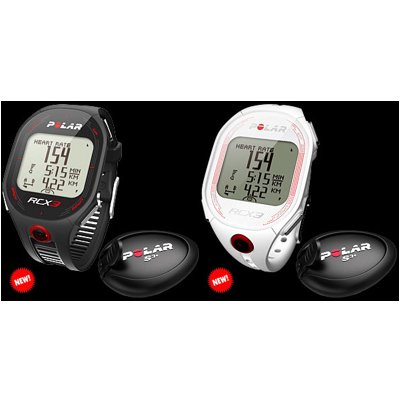 POLAR
HEART RATE
154
5:15 MIN
/KM
4.22 KM
RCX3
NEW!
POLAR
S3+
POLAR
HEART RATE
154
5:15 MIN
/KM
4.22 KM
RCX3
NEW!
POLAR
S3+